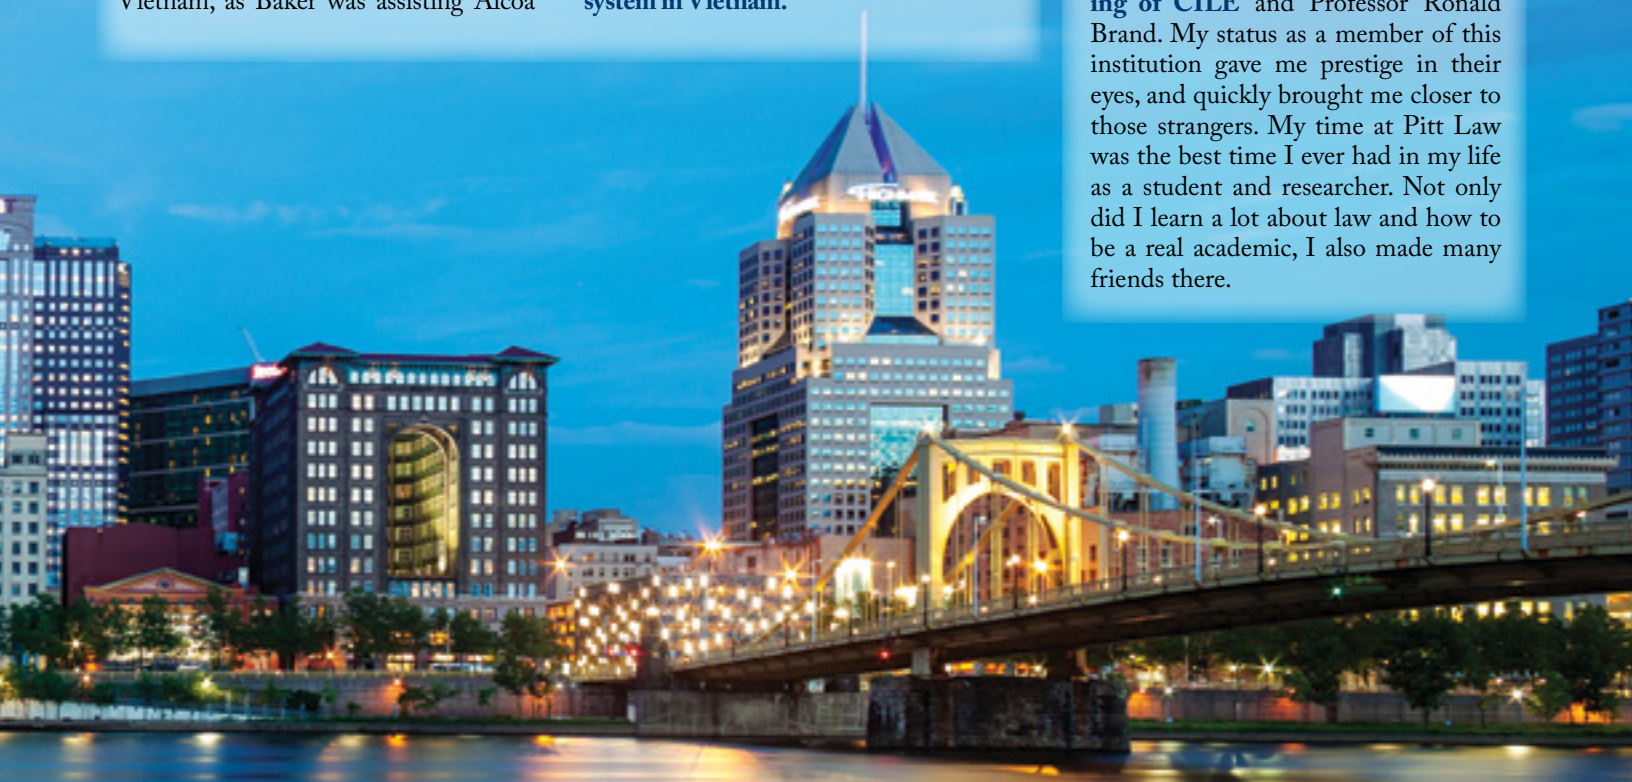 Vietnam, as Baker was assisting Alcoa
system in Vietnam.
ing of CILE and Professor Ronald
Brand. My status as a member of this
institution gave me prestige in their
eyes, and quickly brought me closer to
those strangers. My time at Pitt Law
was the best time I ever had in my life
as a student and researcher. Not only
did I learn a lot about law and how to
be a real academic, I also made many
friends there.